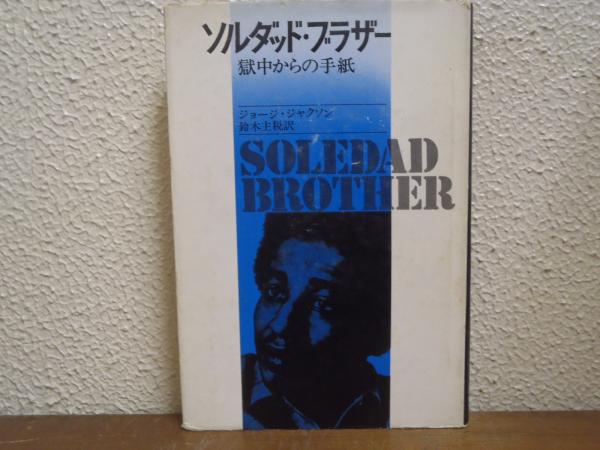 ソルダッド・ブラザー
獄中からの手紙
ジョージ・ジャクソン
鈴木主税訳
SOLEDAD
BROTHER